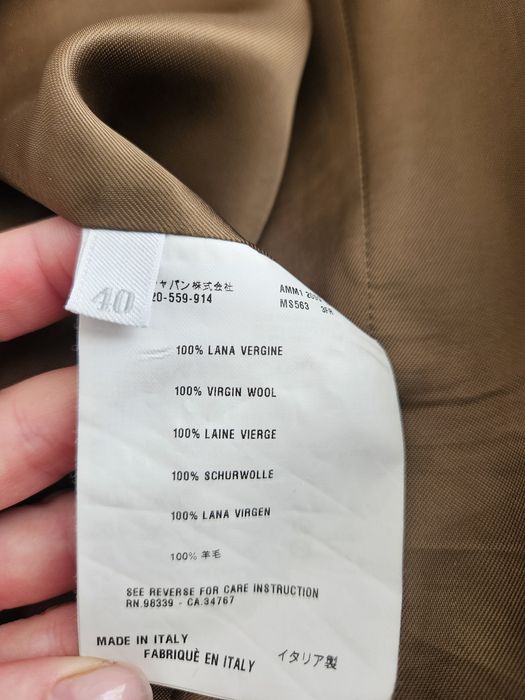 40
ャパン株式会社
20-559-914
AMM1
MS563 3FR
100% LANA VERGINE
100% VIRGIN WOOL
100% LAINE VIERGE
100% SCHURWOLLE
100% LANA VIRGEN
100% 羊毛
SEE REVERSE FOR CARE INSTRUCTION
RN.98339 - CA.34767
MADE IN ITALY
FABRIQUÈ EN ITALY イタリア製